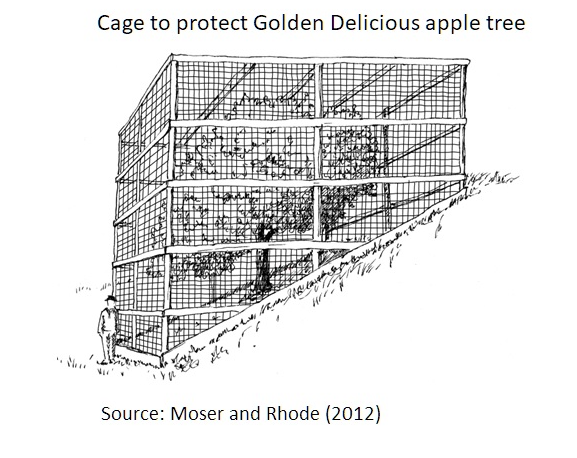 Cage to protect Golden Delicious apple tree
Source: Moser and Rhode (2012)